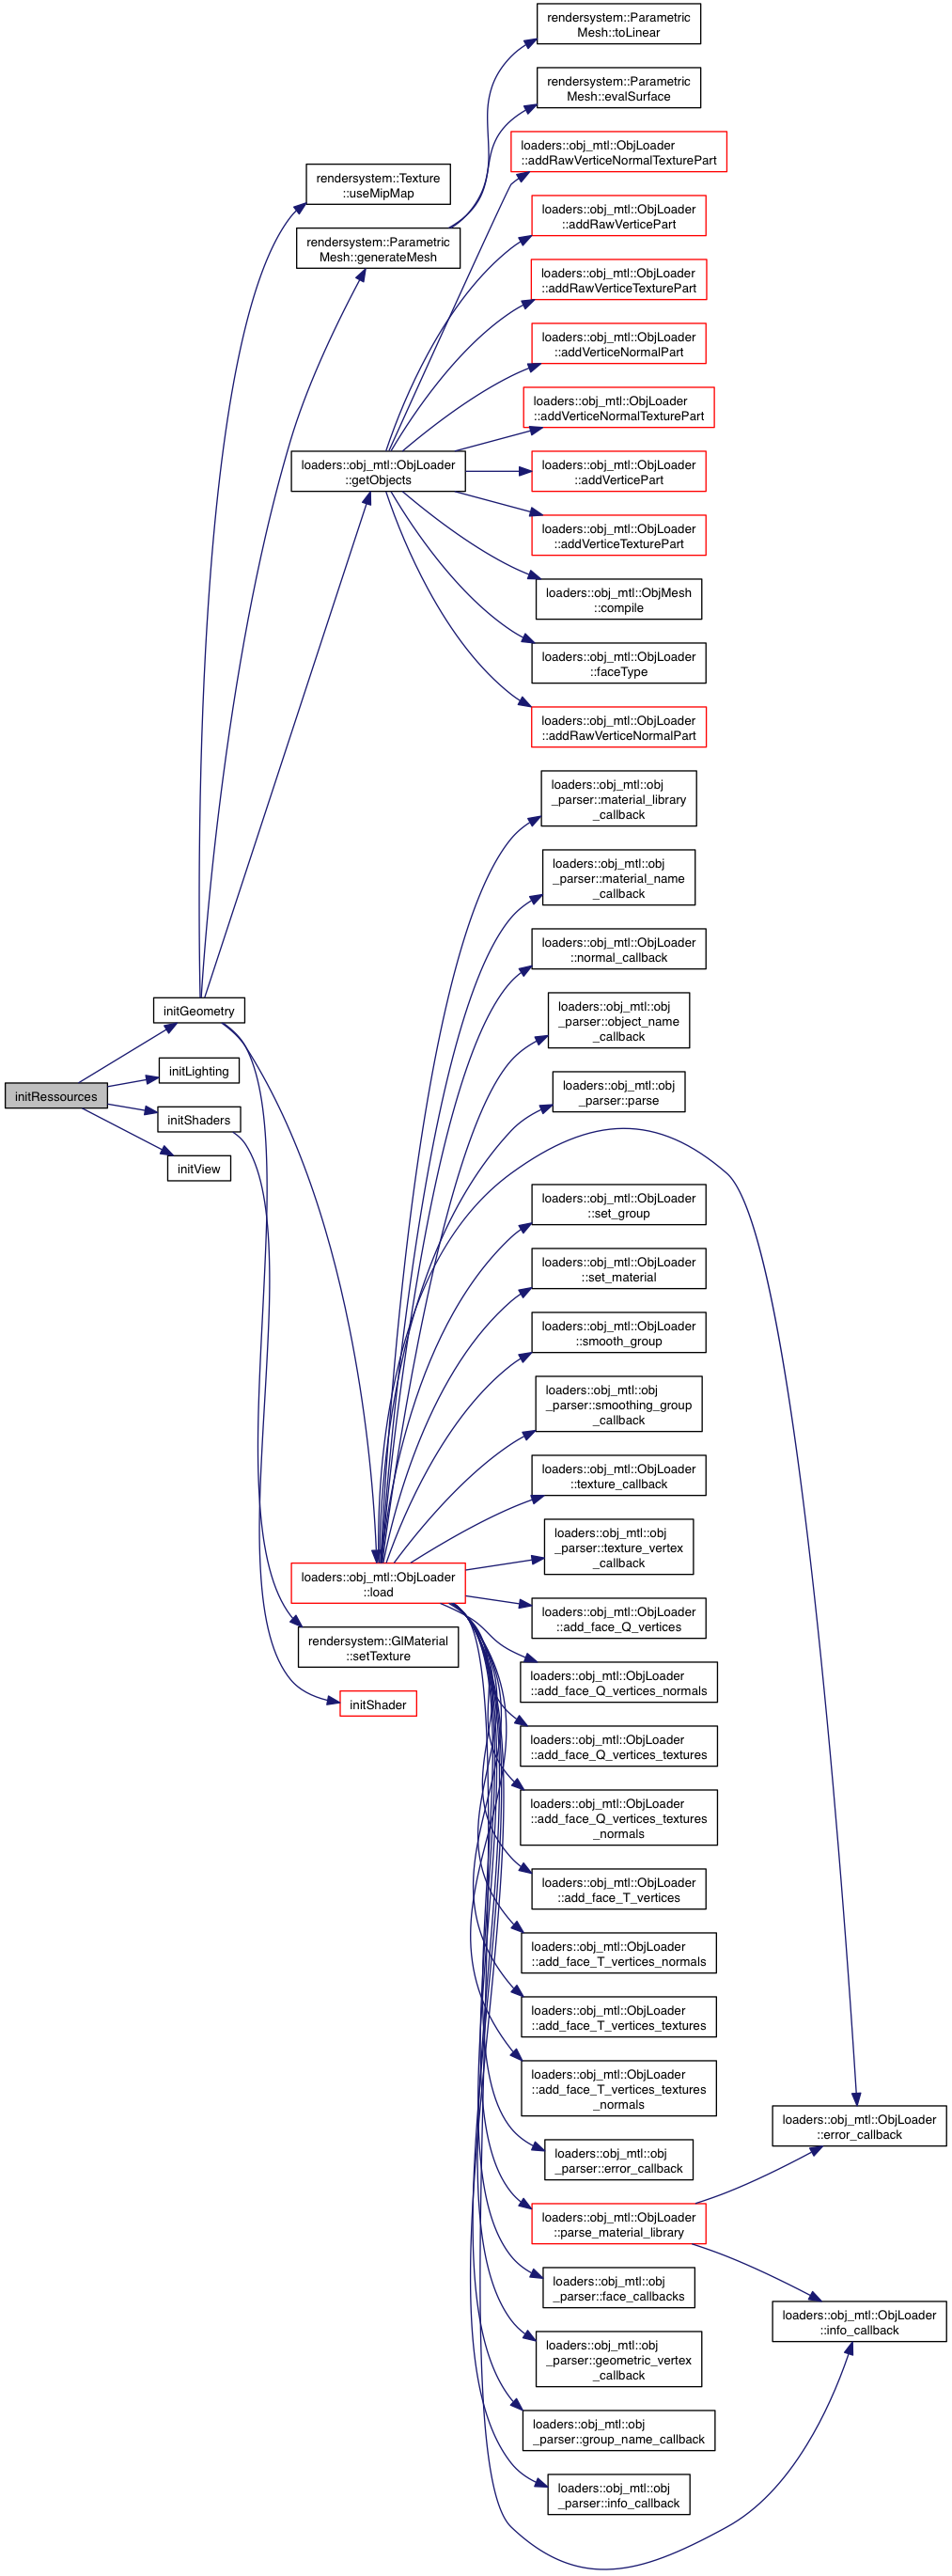 rendersystem::Parametric
Mesh::toLinear
rendersystem::Parametric
Mesh::evalSurface
loaders::obj_mtl::ObjLoader
::addRawVerticeNormalTexturePart
rendersystem::Texture
::useMipMap
loaders::obj_mtl::ObjLoader
::addRawVerticePart
rendersystem::Parametric
Mesh::generateMesh
loaders::obj_mtl::ObjLoader
::addRawVerticeTexturePart
loaders::obj_mtl::ObjLoader
::addVerticeNormalPart
loaders::obj_mtl::ObjLoader
::addVerticeNormalTexturePart
loaders::obj_mtl::ObjLoader
::getObjects
loaders::obj_mtl::ObjLoader
::addVerticePart
loaders::obj_mtl::ObjLoader
::addVerticeTexturePart
loaders::obj_mtl::ObjMesh
::compile
loaders::obj_mtl::ObjLoader
::faceType
loaders::obj_mtl::ObjLoader
::addRawVerticeNormalPart
loaders::obj_mtl::obj
_parser::material_library
_callback
loaders::obj_mtl::obj
_parser::material_name
_callback
loaders::obj_mtl::ObjLoader
::normal_callback
initGeometry
loaders::obj_mtl::obj
_parser::object_name
_callback
initLighting
initRessources
loaders::obj_mtl::obj
_parser::parse
initShaders
initView
loaders::obj_mtl::ObjLoader
::set_group
loaders::obj_mtl::ObjLoader
::set_material
loaders::obj_mtl::ObjLoader
::smooth_group
loaders::obj_mtl::obj
_parser::smoothing_group
_callback
loaders::obj_mtl::ObjLoader
::texture_callback
loaders::obj_mtl::obj
_parser::texture_vertex
_callback
loaders::obj_mtl::ObjLoader
::load
loaders::obj_mtl::ObjLoader
::add_face_Q_vertices
rendersystem::GlMaterial
::setTexture
loaders::obj_mtl::ObjLoader
::add_face_Q_vertices_normals
initShader
loaders::obj_mtl::ObjLoader
::add_face_Q_vertices_textures
loaders::obj_mtl::ObjLoader
::add_face_Q_vertices_textures
_normals
loaders::obj_mtl::ObjLoader
::add_face_T_vertices
loaders::obj_mtl::ObjLoader
::add_face_T_vertices_normals
loaders::obj_mtl::ObjLoader
::add_face_T_vertices_textures
loaders::obj_mtl::ObjLoader
::add_face_T_vertices_textures
_normals
loaders::obj_mtl::ObjLoader
::error_callback
loaders::obj_mtl::obj
_parser::error_callback
loaders::obj_mtl::ObjLoader
::parse_material_library
loaders::obj_mtl::obj
_parser::face_callbacks
loaders::obj_mtl::ObjLoader
::info_callback
loaders::obj_mtl::obj
_parser::geometric_vertex
_callback
loaders::obj_mtl::obj
_parser::group_name_callback
loaders::obj_mtl::obj
_parser::info_callback